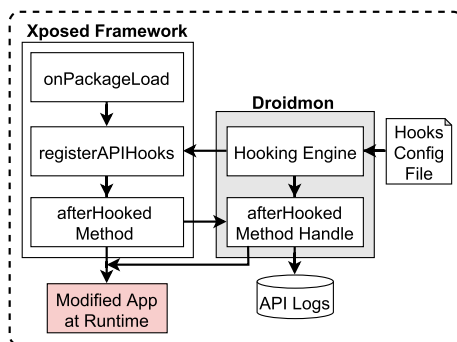 Xposed Framework
onPackageLoad
Droidmon
registerAPIHooks
Hooking Engine
Hooks
Config
File
afterHooked
Method
afterHooked
Method Handle
Modified App
at Runtime
API Logs